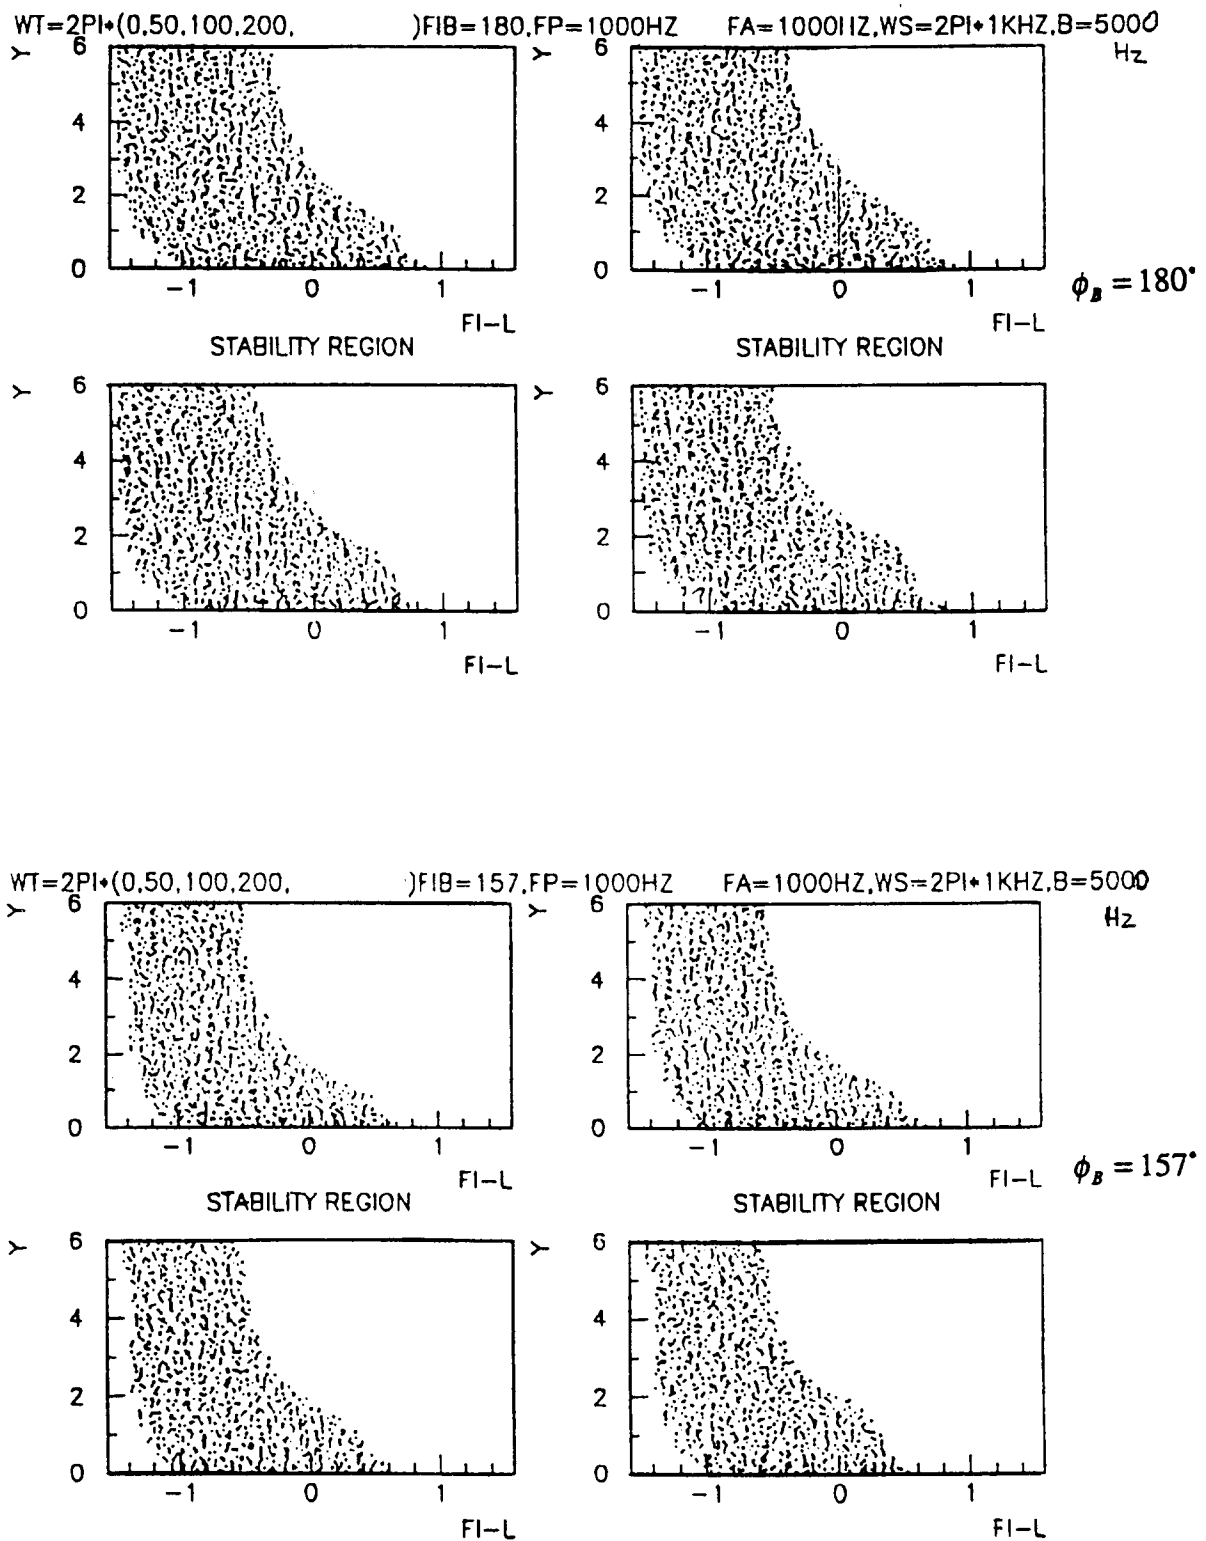 WT=2PI*(0,50,100,200, )FIB=180,FP=1000HZ FA=1000HZ,WS=2PI*1KHZ,B=5000
Hz
Y 6 4 2 0
-1 0 1
FI-L
Y 6 4 2 0
-1 0 1
FI-L
ϕB = 180°
STABILITY REGION
STABILITY REGION
Y 6 4 2 0
-1 0 1
FI-L
Y 6 4 2 0
-1 0 1
FI-L
WT=2PI*(0,50,100,200, )FIB=157,FP=1000HZ FA=1000HZ,WS=2PI*1KHZ,B=5000
Hz
Y 6 4 2 0
-1 0 1
FI-L
Y 6 4 2 0
-1 0 1
FI-L
ϕB = 157°
STABILITY REGION
STABILITY REGION
Y 6 4 2 0
-1 0 1
FI-L
Y 6 4 2 0
-1 0 1
FI-L